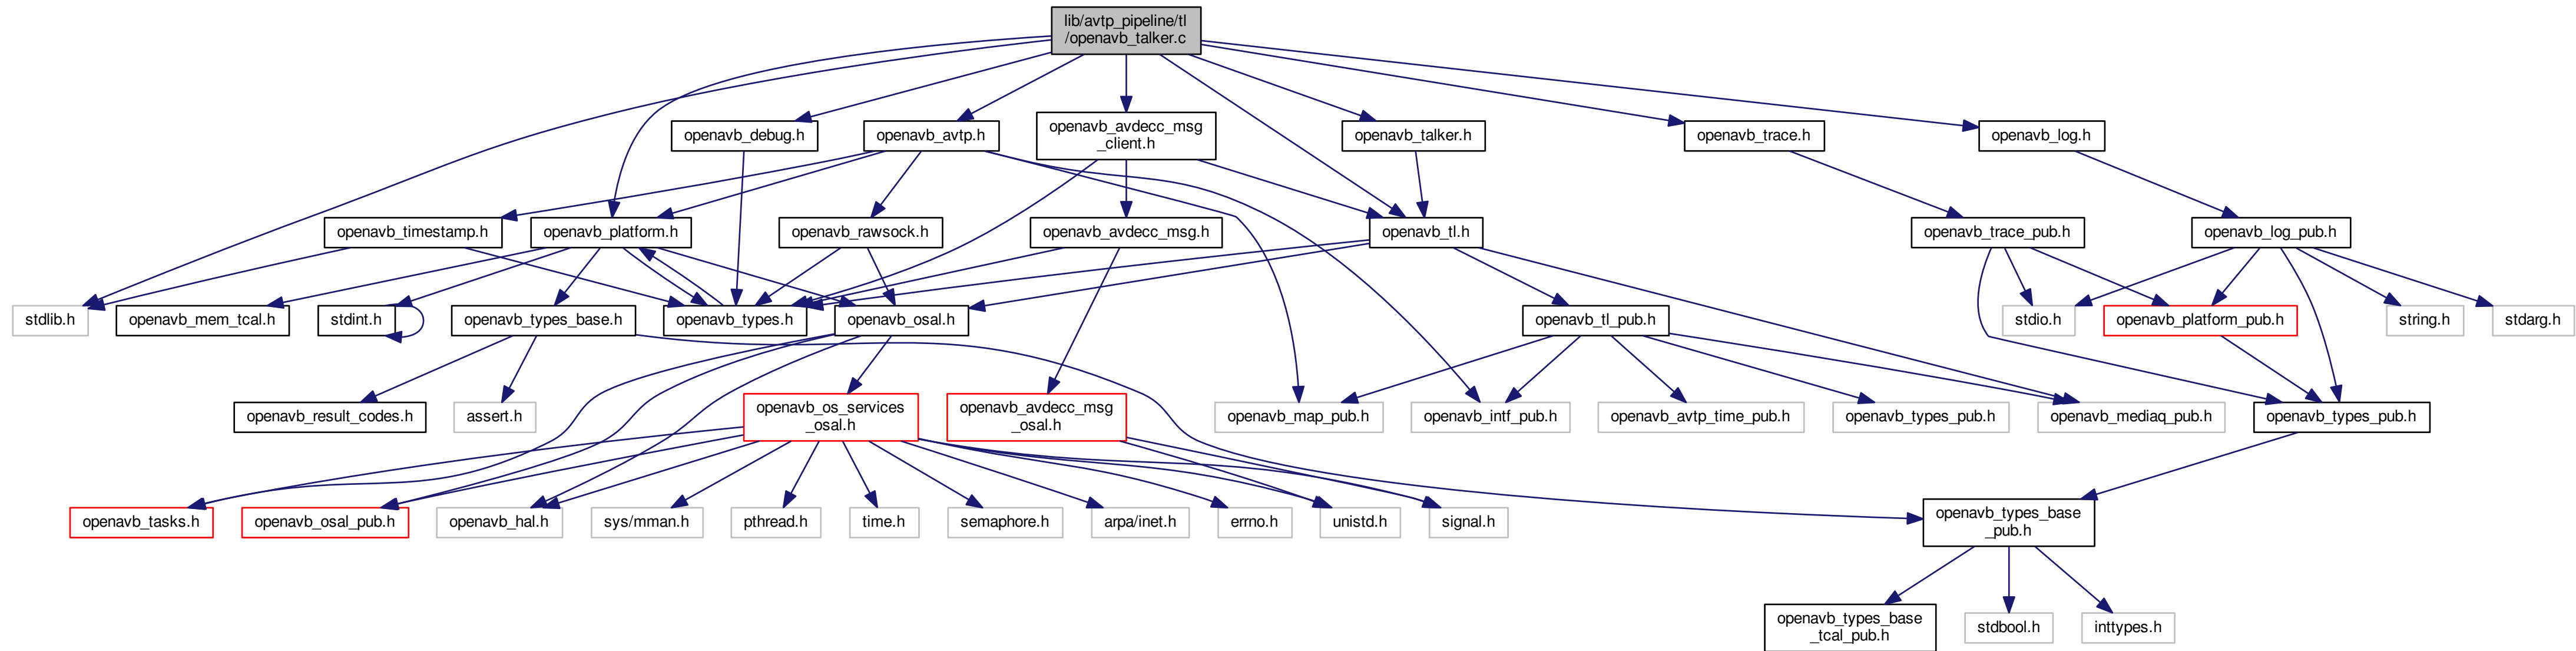 lib/avtp_pipeline/tl
/openavb_talker.c
openavb_debug.h
openavb_avtp.h
openavb_avdecc_msg
_client.h
openavb_talker.h
openavb_trace.h
openavb_log.h
openavb_timestamp.h
openavb_platform.h
openavb_rawsock.h
openavb_avdecc_msg.h
openavb_tl.h
openavb_trace_pub.h
openavb_log_pub.h
stdlib.h
openavb_mem_tcal.h
stdint.h
openavb_types_base.h
openavb_types.h
openavb_osal.h
openavb_tl_pub.h
stdio.h
openavb_platform_pub.h
string.h
stdarg.h
openavb_result_codes.h
assert.h
openavb_os_services
_osal.h
openavb_avdecc_msg
_osal.h
openavb_map_pub.h
openavb_intf_pub.h
openavb_avtp_time_pub.h
openavb_types_pub.h
openavb_mediaq_pub.h
openavb_types_pub.h
openavb_tasks.h
openavb_osal_pub.h
openavb_hal.h
sys/mman.h
pthread.h
time.h
semaphore.h
arpa/inet.h
errno.h
unistd.h
signal.h
openavb_types_base
_pub.h
openavb_types_base
_tcal_pub.h
stdbool.h
inttypes.h